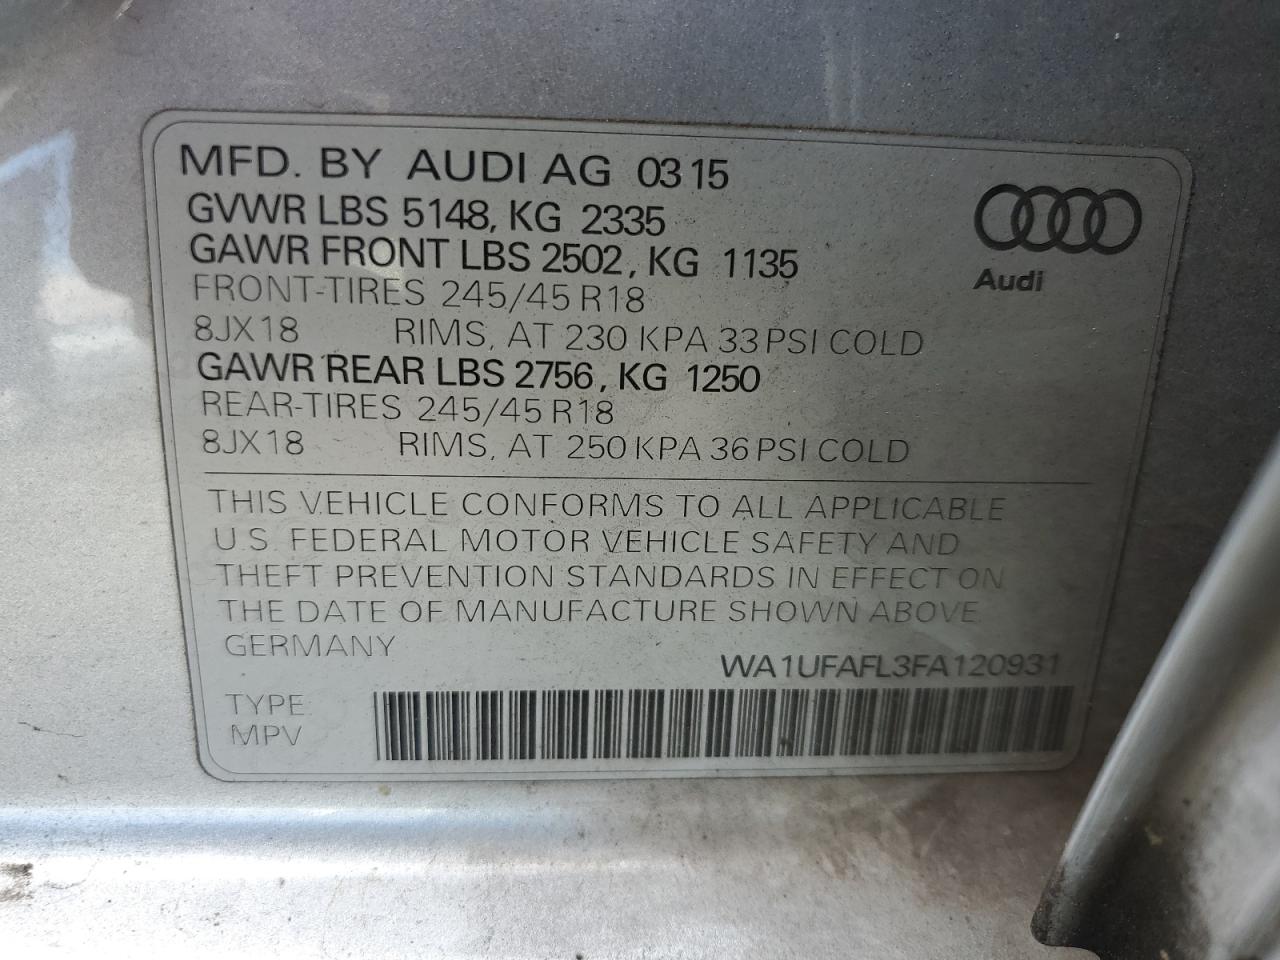 MFD. BY AUDI AG 03 15
GVWR LBS 5148, KG 2335
GAWR FRONT LBS 2502, KG 1135
FRONT-TIRES 245/45 R18
8JX18 RIMS, AT 230 KPA 33 PSI COLD
GAWR REAR LBS 2756, KG 1250
REAR-TIRES 245/45 R18
8JX18 RIMS, AT 250 KPA 36 PSI COLD
Audi
THIS VEHICLE CONFORMS TO ALL APPLICABLE
U.S. FEDERAL MOTOR VEHICLE SAFETY AND
THEFT PREVENTION STANDARDS IN EFFECT ON
THE DATE OF MANUFACTURE SHOWN ABOVE
GERMANY
WA1UFAFL3FA120931
TYPE
MPV